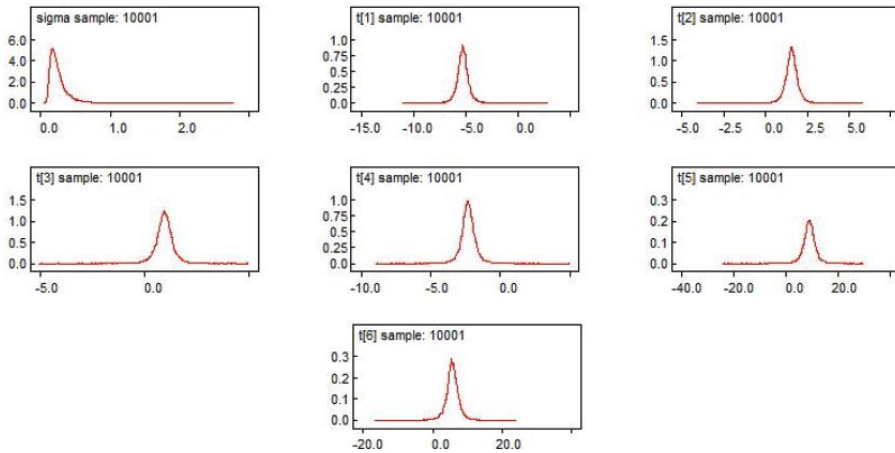 sigma sample: 10001
6.0
4.0
2.0
0.0
0.0 1.0 2.0
t[1] sample: 10001
1.0
0.75
0.5
0.25
0.0
-15.0 -10.0 -5.0 0.0
t[2] sample: 10001
1.5
1.0
0.5
0.0
-5.0 -2.5 0.0 2.5 5.0
t[3] sample: 10001
1.5
1.0
0.5
0.0
-5.0 0.0
t[4] sample: 10001
1.0
0.75
0.5
0.25
0.0
-10.0 -5.0 0.0
t[5] sample: 10001
0.3
0.2
0.1
0.0
-40.0 -20.0 0.0 20.0
t[6] sample: 10001
0.3
0.2
0.1
0.0
-20.0 0.0 20.0